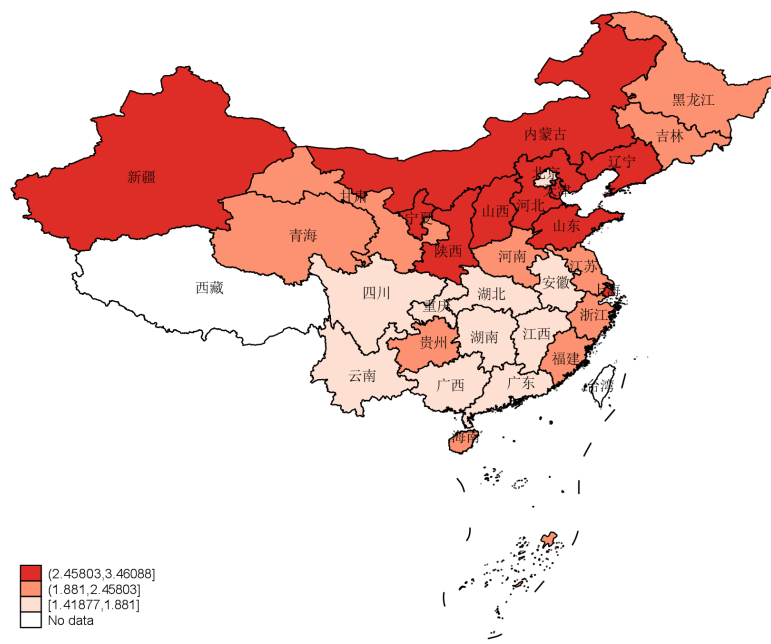 黑龙江
内蒙古
吉林
新疆
辽宁
北京
天津
甘肃
宁夏
山西
河北
山东
青海
陕西
河南
江苏
西藏
四川
湖北
安徽
上海
重庆
浙江
贵州
湖南
江西
福建
云南
广西
广东
台湾
海南
(2.45803,3.46088]
(1.881,2.45803]
[1.41877,1.881]
No data